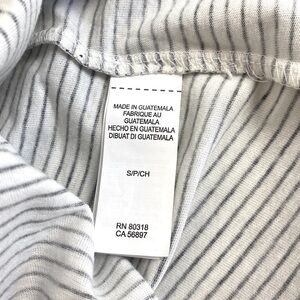 MADE IN GUATEMALA
FABRIQUE AU
GUATEMALA
HECHO EN GUATEMALA
DIBUAT DI GUATEMALA
S/P/CH
RN 80318
CA 56897